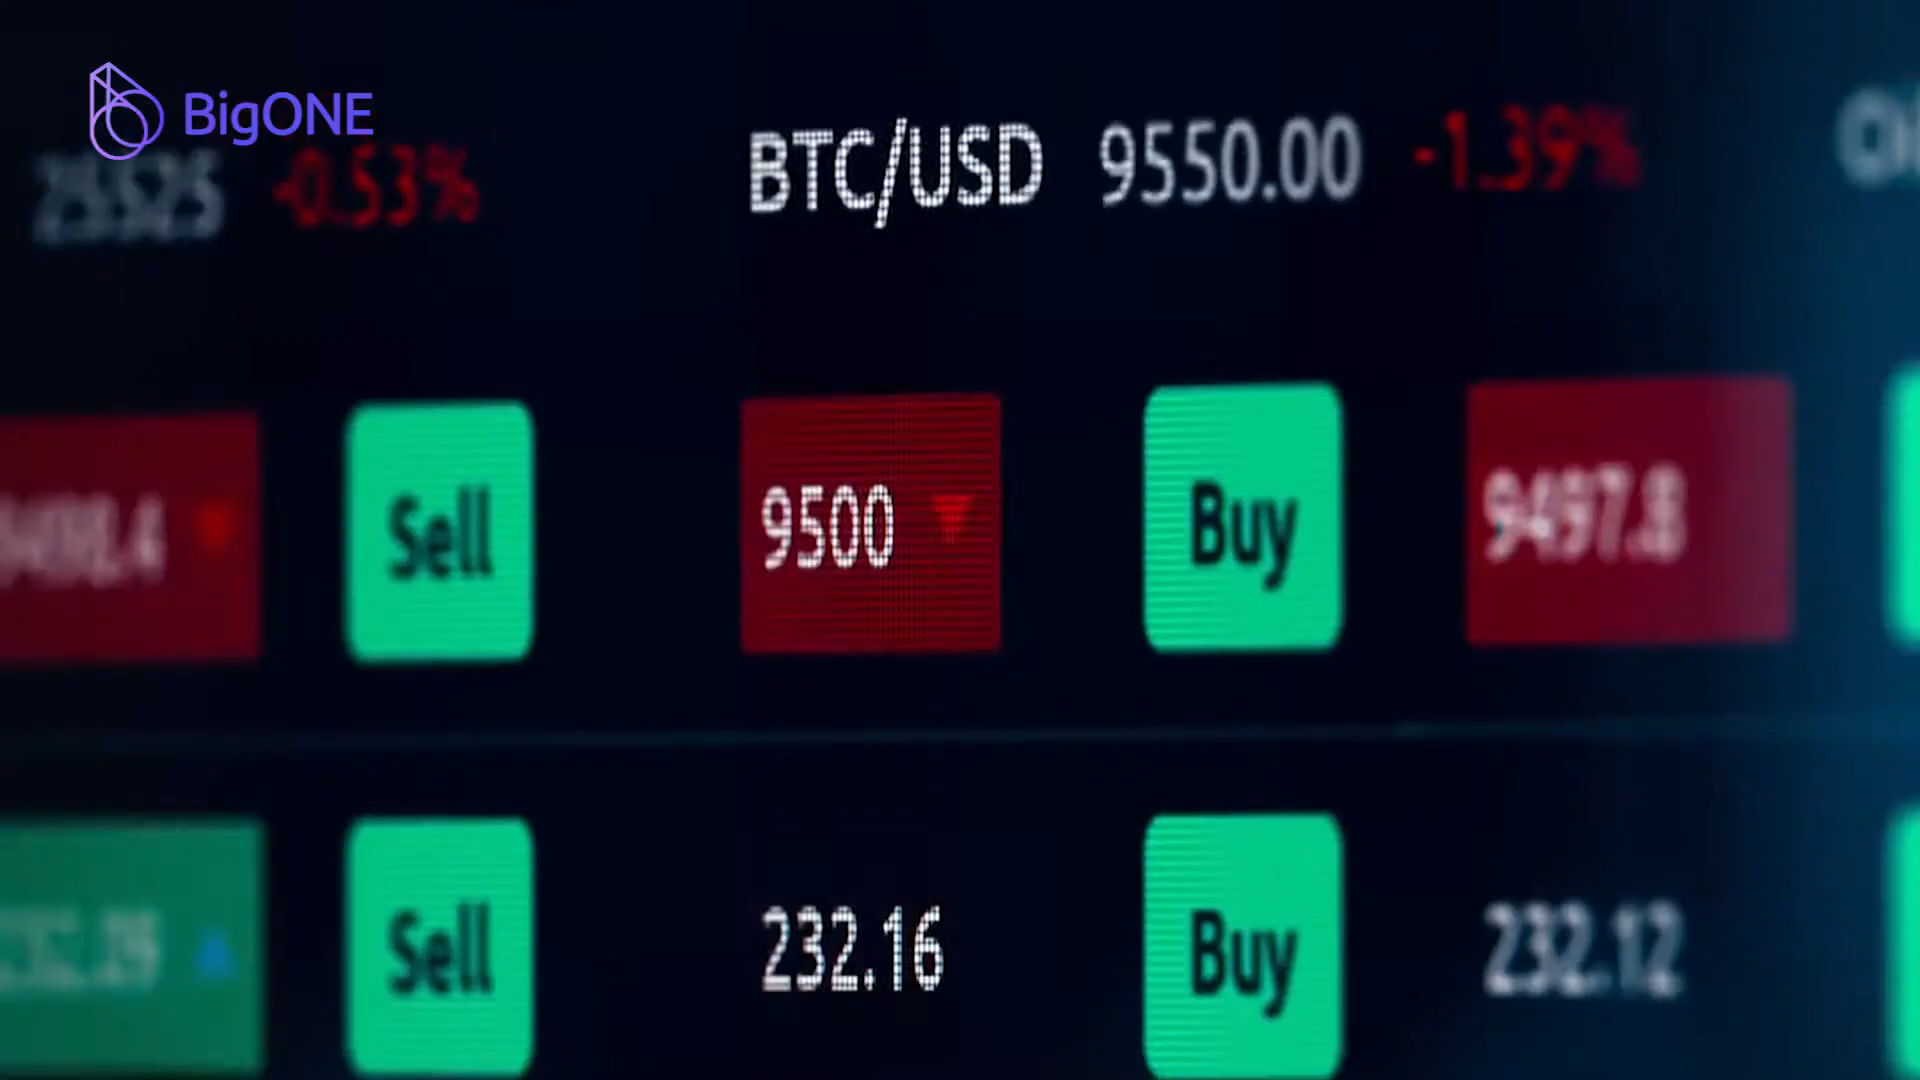 BigONE
BTC/USD 9550.00 -1.39%
-0.53%
Sell 9500 Buy 9497.8
Sell 232.16 Buy 232.12